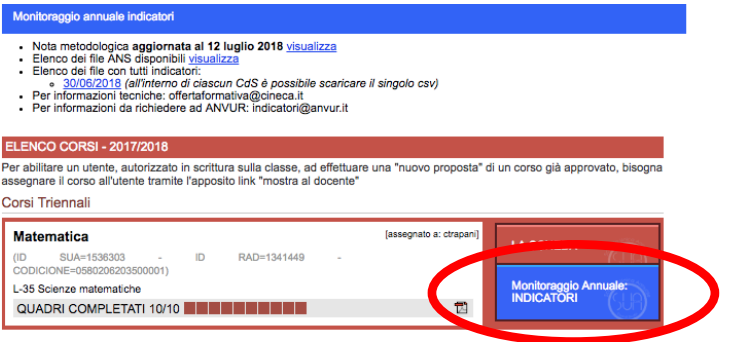 Monitoraggio annuale indicatori
Nota metodologica aggiornata al 12 luglio 2018 visualizza
Elenco dei file ANS disponibili visualizza
Elenco dei file con tutti indicatori:
30/06/2018 (all'interno di ciascun CdS è possibile scaricare il singolo csv)
Per informazioni tecniche: offertaformativa@cineca.it
Per informazioni da richiedere ad ANVUR: indicatori@anvur.it
ELENCO CORSI - 2017/2018
Per abilitare un utente, autorizzato in scrittura sulla classe, ad effettuare una "nuovo proposta" di un corso già approvato, bisogna
assegnare il corso all'utente tramite l'apposito link "mostra al docente"
Corsi Triennali
Matematica
[assegnato a: ctrapani]
(ID SUA=1536303 - ID RAD=1341449 -
CODICIONE=0580206203500001)
L-35 Scienze matematiche
QUADRI COMPLETATI 10/10
Monitoraggio Annuale:
INDICATORI
SUA